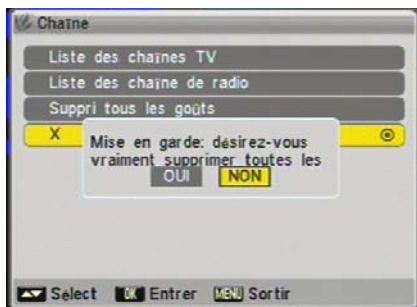 Chaîne
Liste des chaînes TV
Liste des chaîne de radio
Suppri tous les goûts
X
Mise en garde: désirez-vous
vraiment supprimer toutes les
OUI NON
Sélect OK Entrer MENU Sortir